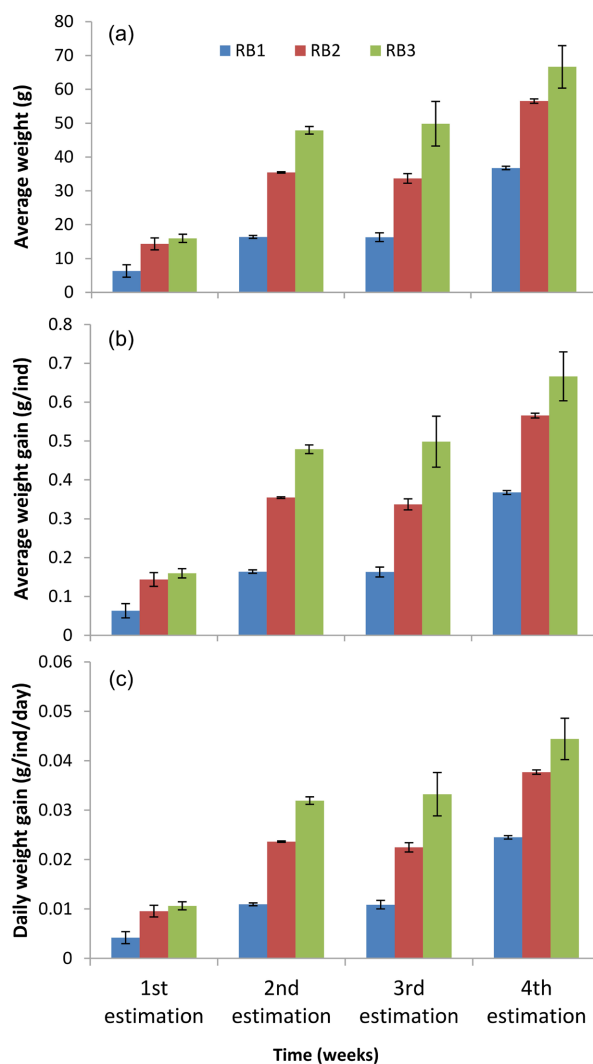 (a)
RB1 RB2 RB3
Average weight (g)
80
70
60
50
40
30
20
10
0
(b)
Average weight gain (g/ind)
0.8
0.7
0.6
0.5
0.4
0.3
0.2
0.1
0
(c)
Daily weight gain (g/ind/day)
0.06
0.05
0.04
0.03
0.02
0.01
0
1st 2nd 3rd 4th
estimation estimation estimation estimation
Time (weeks)